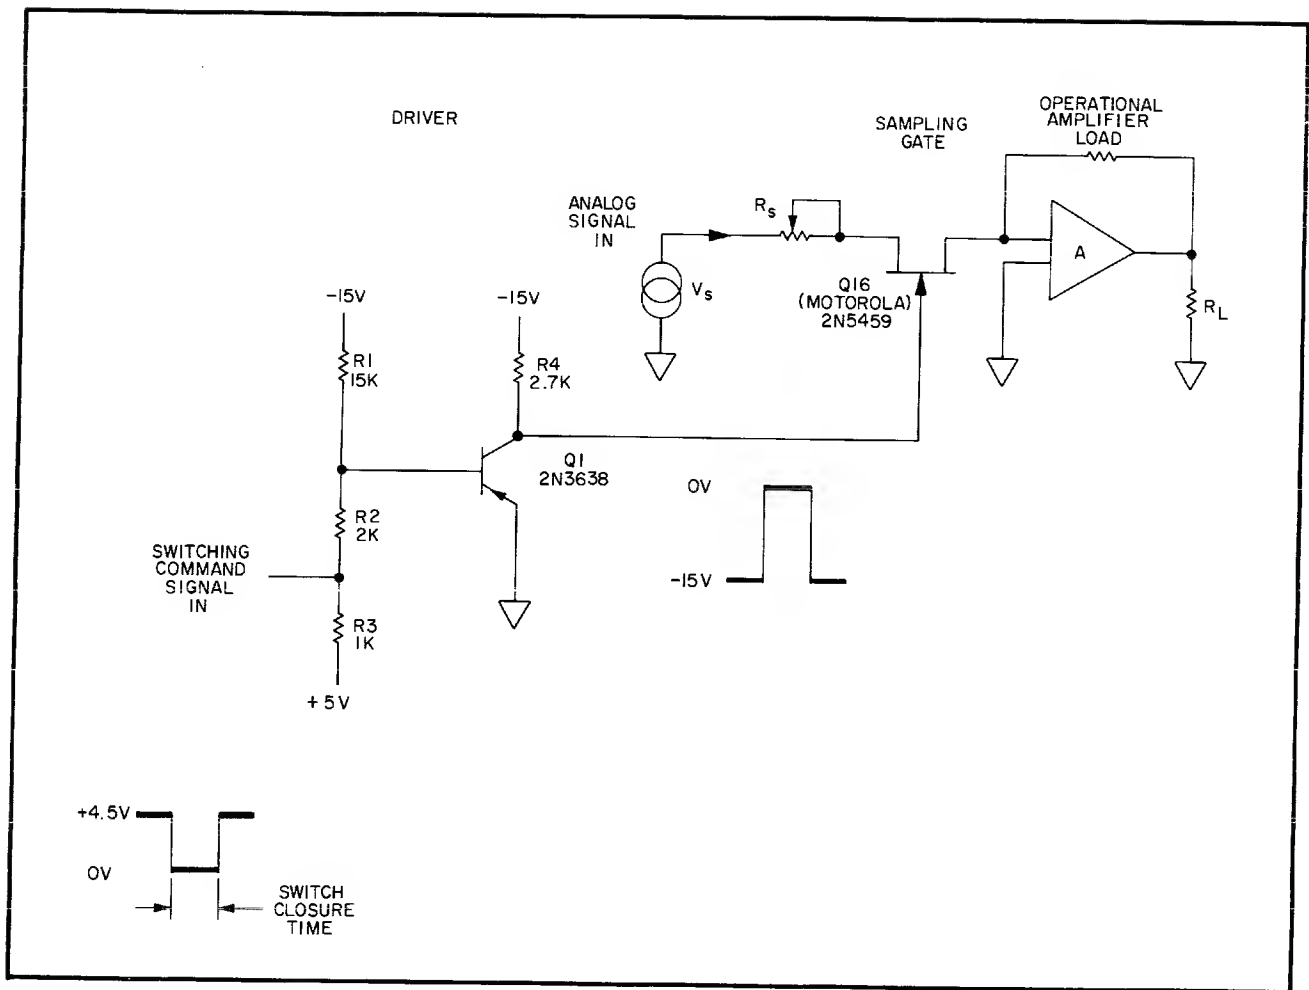 DRIVER
SAMPLING
GATE
OPERATIONAL
AMPLIFIER
LOAD
ANALOG
SIGNAL
IN
Rs
A
Vs
Q16
(MOTOROLA)
2N5459
RL
-15V
-15V
R1
15K
R4
2.7K
Q1
2N3638
0V
-15V
R2
2K
SWITCHING
COMMAND
SIGNAL
IN
R3
1K
+5V
+4.5V
0V
SWITCH
CLOSURE
TIME